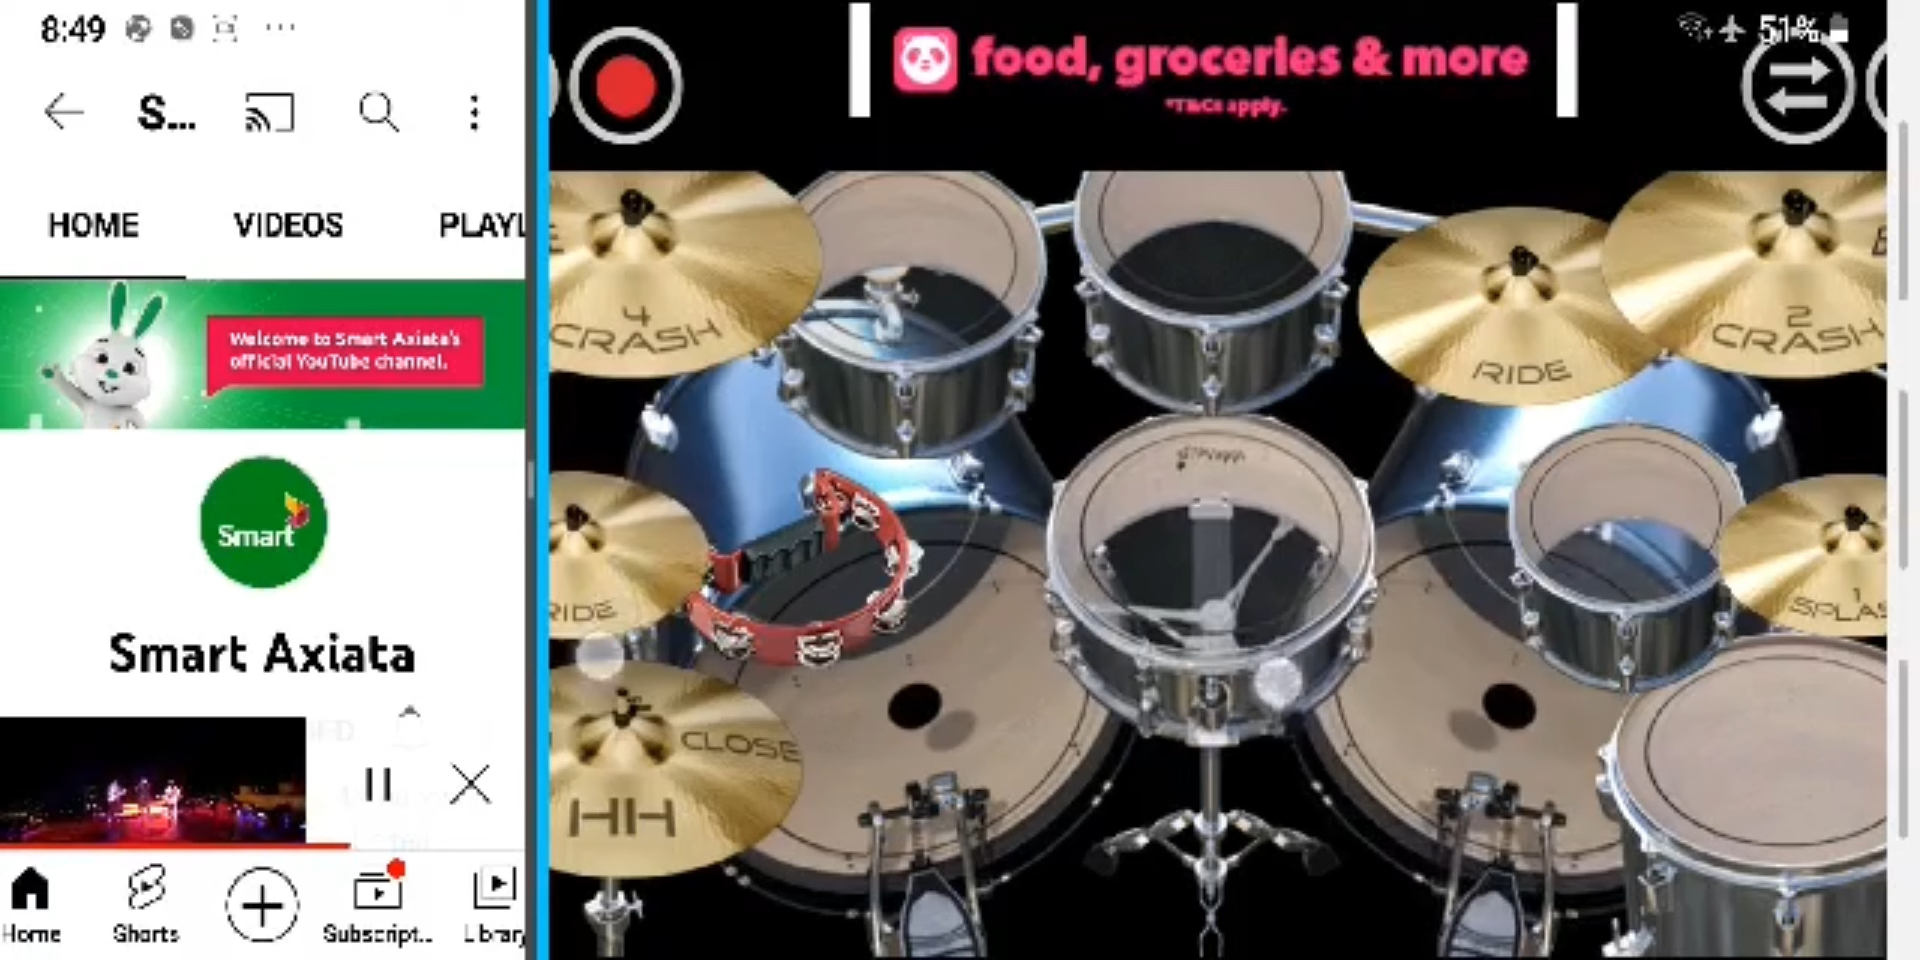 8:49
S...
HOME
VIDEOS
PLAYL
Welcome to Smart Axiata's
official YouTube channel.
Smart
Smart Axiata
Home
Shorts
Subscript..
Library
food, groceries & more
*T&Cs apply.
51%
4
CRASH
RIDE
2
CRASH
RIDE
1
SPLAS
CLOSE
HH